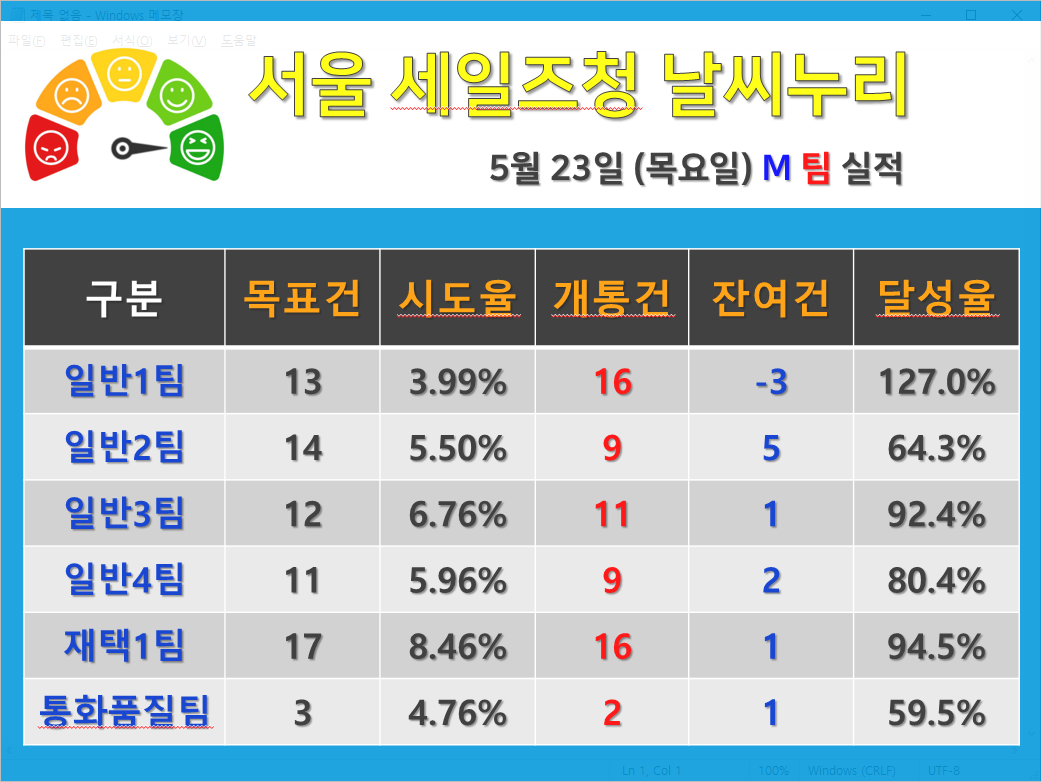 제목 없음 - Windows 메모장
파일(F) 편집(E) 서식(O) 보기(V) 도움말
서울 세일즈청 날씨누리
5월 23일 (목요일) M 팀 실적
구분 목표건 시도율 개통건 잔여건 달성율
일반1팀 13 3.99% 16 -3 127.0%
일반2팀 14 5.50% 9 5 64.3%
일반3팀 12 6.76% 11 1 92.4%
일반4팀 11 5.96% 9 2 80.4%
재택1팀 17 8.46% 16 1 94.5%
통화품질팀 3 4.76% 2 1 59.5%
Ln 1, Col 1 100% Windows (CRLF) UTF-8